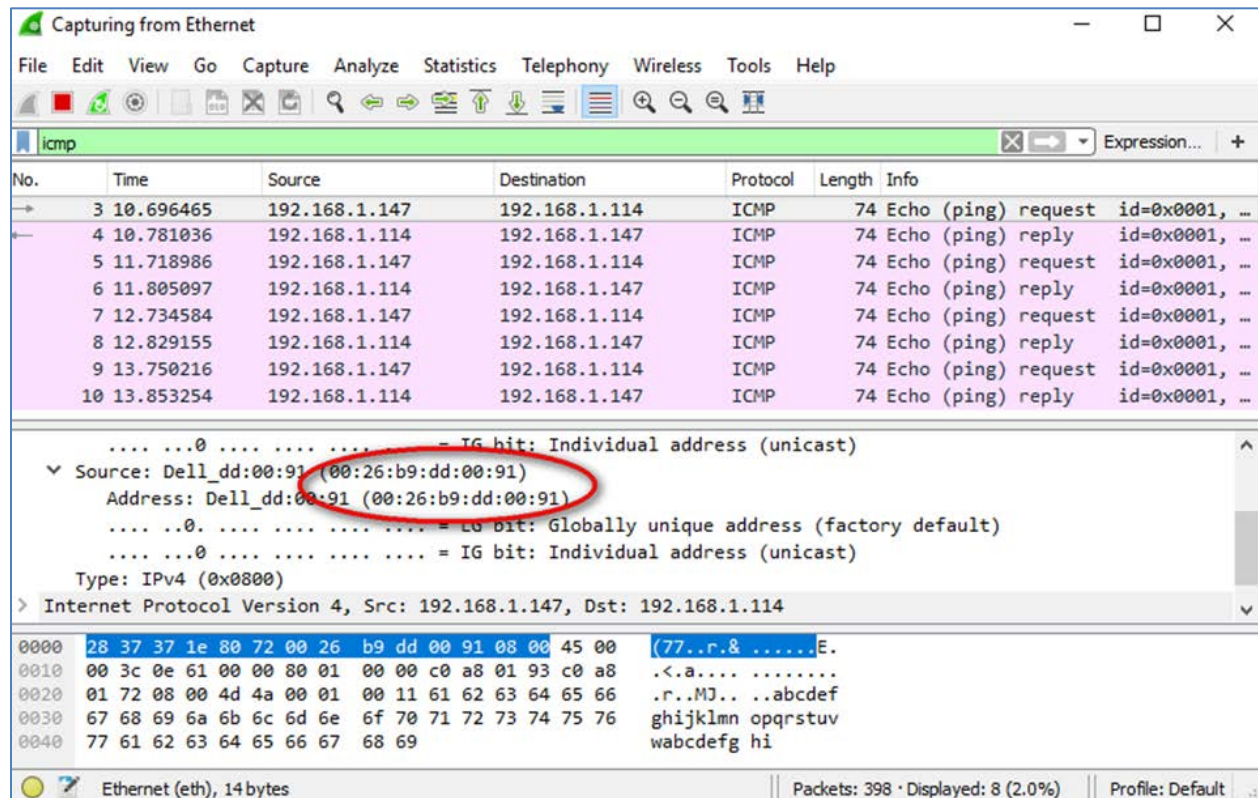 Capturing from Ethernet
File Edit View Go Capture Analyze Statistics Telephony Wireless Tools Help
icmp Expression... +
No. Time Source Destination Protocol Length Info
3 10.696465 192.168.1.147 192.168.1.114 ICMP 74 Echo (ping) request id=0x0001, …
4 10.781036 192.168.1.114 192.168.1.147 ICMP 74 Echo (ping) reply id=0x0001, …
5 11.718986 192.168.1.147 192.168.1.114 ICMP 74 Echo (ping) request id=0x0001, …
6 11.805097 192.168.1.114 192.168.1.147 ICMP 74 Echo (ping) reply id=0x0001, …
7 12.734584 192.168.1.147 192.168.1.114 ICMP 74 Echo (ping) request id=0x0001, …
8 12.829155 192.168.1.114 192.168.1.147 ICMP 74 Echo (ping) reply id=0x0001, …
9 13.750216 192.168.1.147 192.168.1.114 ICMP 74 Echo (ping) request id=0x0001, …
10 13.853254 192.168.1.114 192.168.1.147 ICMP 74 Echo (ping) reply id=0x0001, …
.... ...0 .... .... .... .... = IG bit: Individual address (unicast)
Source: Dell_dd:00:91 (00:26:b9:dd:00:91)
Address: Dell_dd:00:91 (00:26:b9:dd:00:91)
.... ..0. .... .... .... .... = LG bit: Globally unique address (factory default)
.... ...0 .... .... .... .... = IG bit: Individual address (unicast)
Type: IPv4 (0x0800)
Internet Protocol Version 4, Src: 192.168.1.147, Dst: 192.168.1.114
0000 28 37 37 1e 80 72 00 26 b9 dd 00 91 08 00 45 00 (77..r.& ......E.
0010 00 3c 0e 61 00 00 80 01 00 00 c0 a8 01 93 c0 a8 .<.a.... ........
0020 01 72 08 00 4d 4a 00 01 00 11 61 62 63 64 65 66 .r..MJ.. ..abcdef
0030 67 68 69 6a 6b 6c 6d 6e 6f 70 71 72 73 74 75 76 ghijklmn opqrstuv
0040 77 61 62 63 64 65 66 67 68 69 wabcdefg hi
Ethernet (eth), 14 bytes Packets: 398 · Displayed: 8 (2.0%) Profile: Default